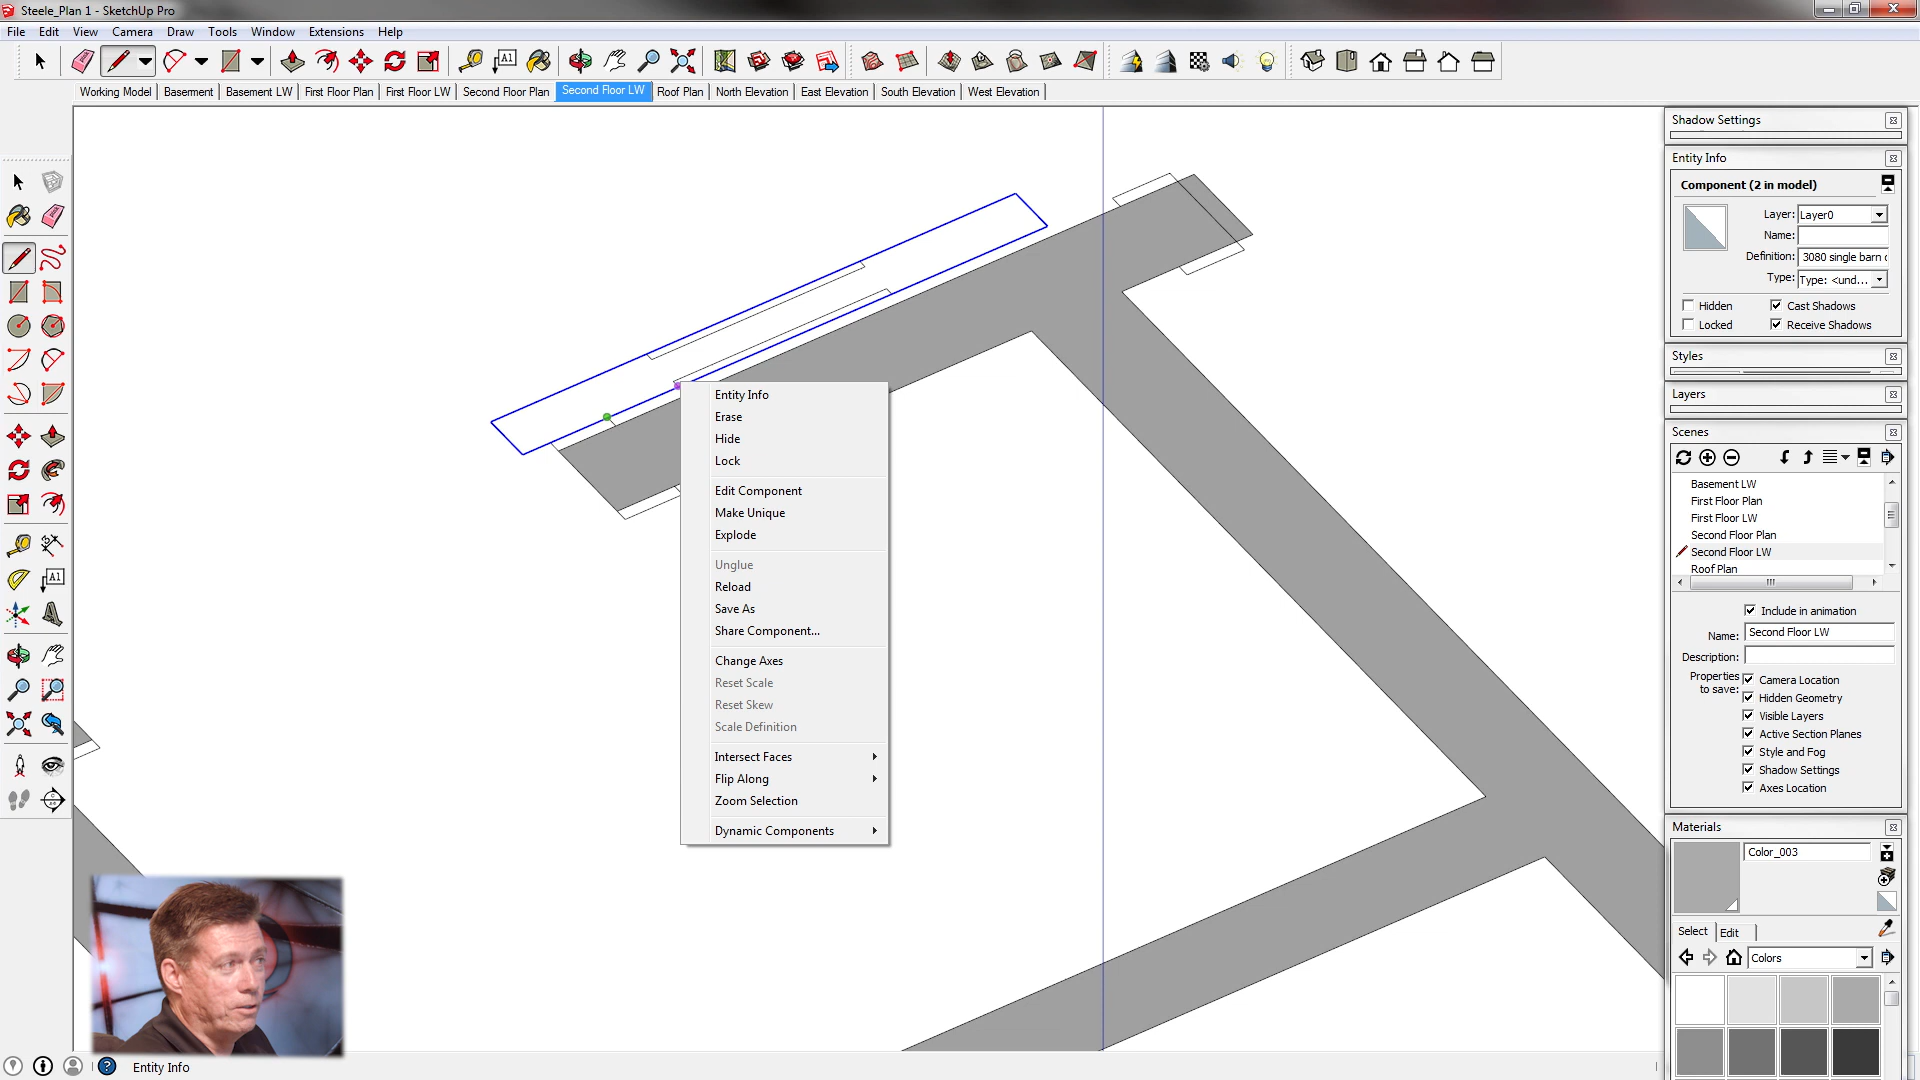 Steele_Plan 1 - SketchUp Pro
File Edit View Camera Draw Tools Window Extensions Help
Working Model Baserment Basement LW First Floor Plan First Floor LW Second Floor Plan Second Floor LW Roof Plan North Elevation East Elevation South Elevation West Elevation
Shadow Settings
Entity Info
Component (2 in model)
Layer: Layer0
Name:
Definition: 3080 single barn
Type: Type: <und...
Hidden Cast Shadows
Locked Receive Shadows
Styles
Layers
Scenes
Basement LW
First Floor Plan
First Floor LW
Second Floor Plan
Second Floor LW
Roof Plan
Include in animation
Name: Second Floor LW
Description:
Properties to save:
Camera Location
Hidden Geometry
Visible Layers
Active Section Planes
Style and Fog
Shadow Settings
Axes Location
Materials
Color_003
Select Edit
Colors
Entity Info
Erase
Hide
Lock
Edit Component
Make Unique
Explode
Unglue
Reload
Save As
Share Component...
Change Axes
Reset Scale
Reset Skew
Scale Definition
Intersect Faces
Flip Along
Zoom Selection
Dynamic Components
A1
A1
Entity Info